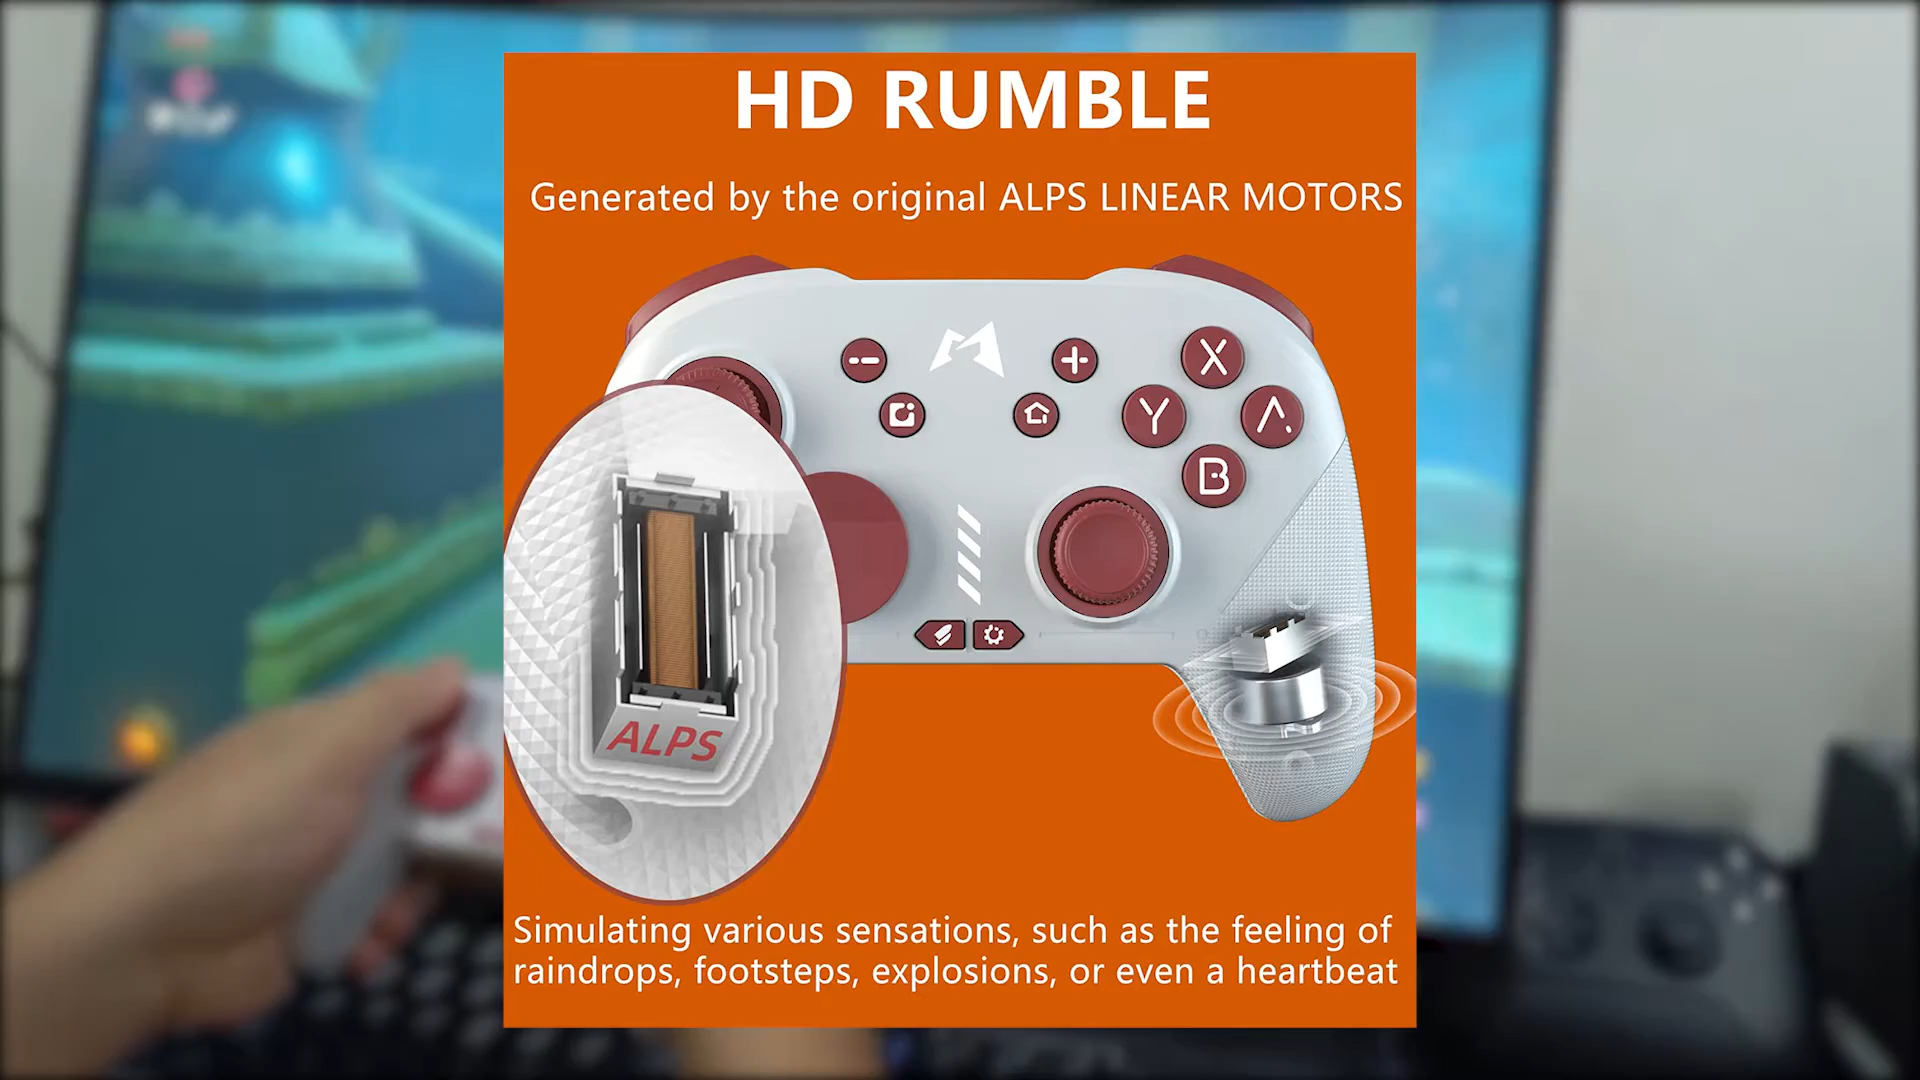 HD RUMBLE
Generated by the original ALPS LINEAR MOTORS
X
Y
A
B
ALPS
Simulating various sensations, such as the feeling of
raindrops, footsteps, explosions, or even a heartbeat